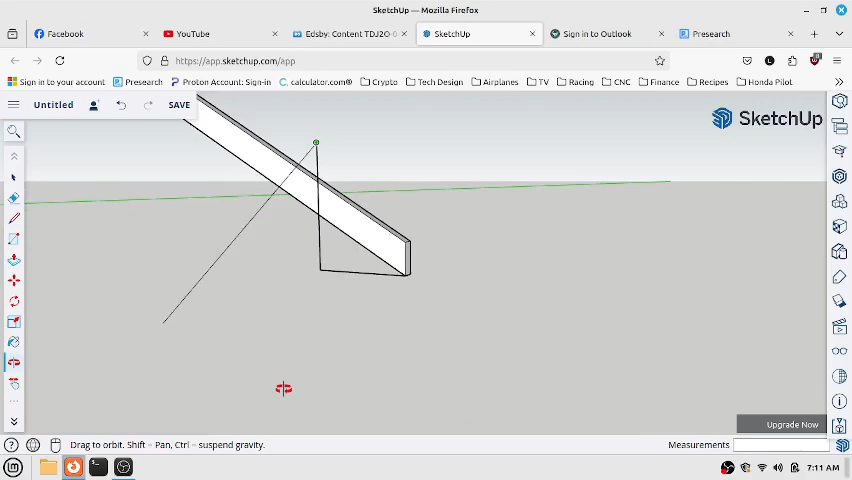 SketchUp — Mozilla Firefox
Facebook
YouTube
Edsby: Content TDJ2O-0
SketchUp
Sign in to Outlook
Presearch
https://app.sketchup.com/app
Sign in to your account
Presearch
Proton Account: Sign-in
calculator.com®
Crypto
Tech Design
Airplanes
TV
Racing
CNC
Finance
Recipes
Honda Pilot
Untitled
SAVE
SketchUp
Upgrade Now
Drag to orbit. Shift = Pan, Ctrl = suspend gravity.
Measurements
7:11 AM